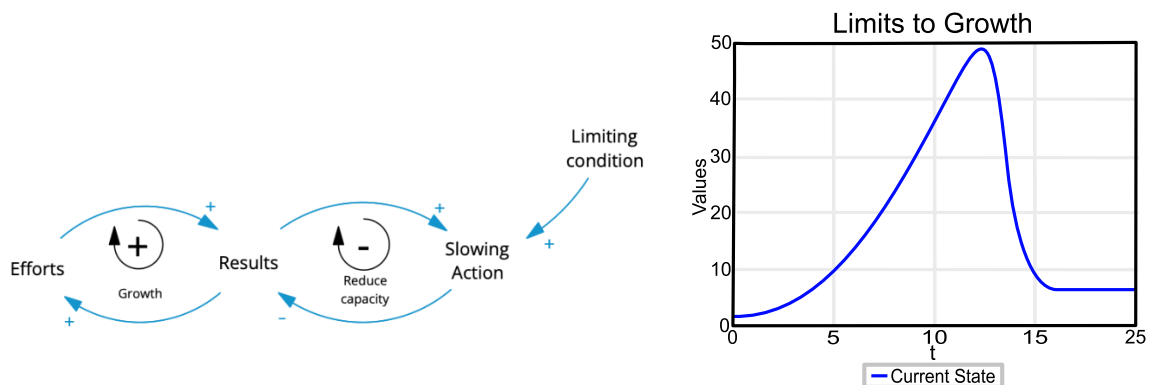 Efforts
+
Growth
+
+
Results
-
Reduce
capacity
+
-
Slowing
Action
Limiting
condition
+
Limits to Growth
Values
50
40
30
20
10
0
0 5 10 15 25
t
Current State